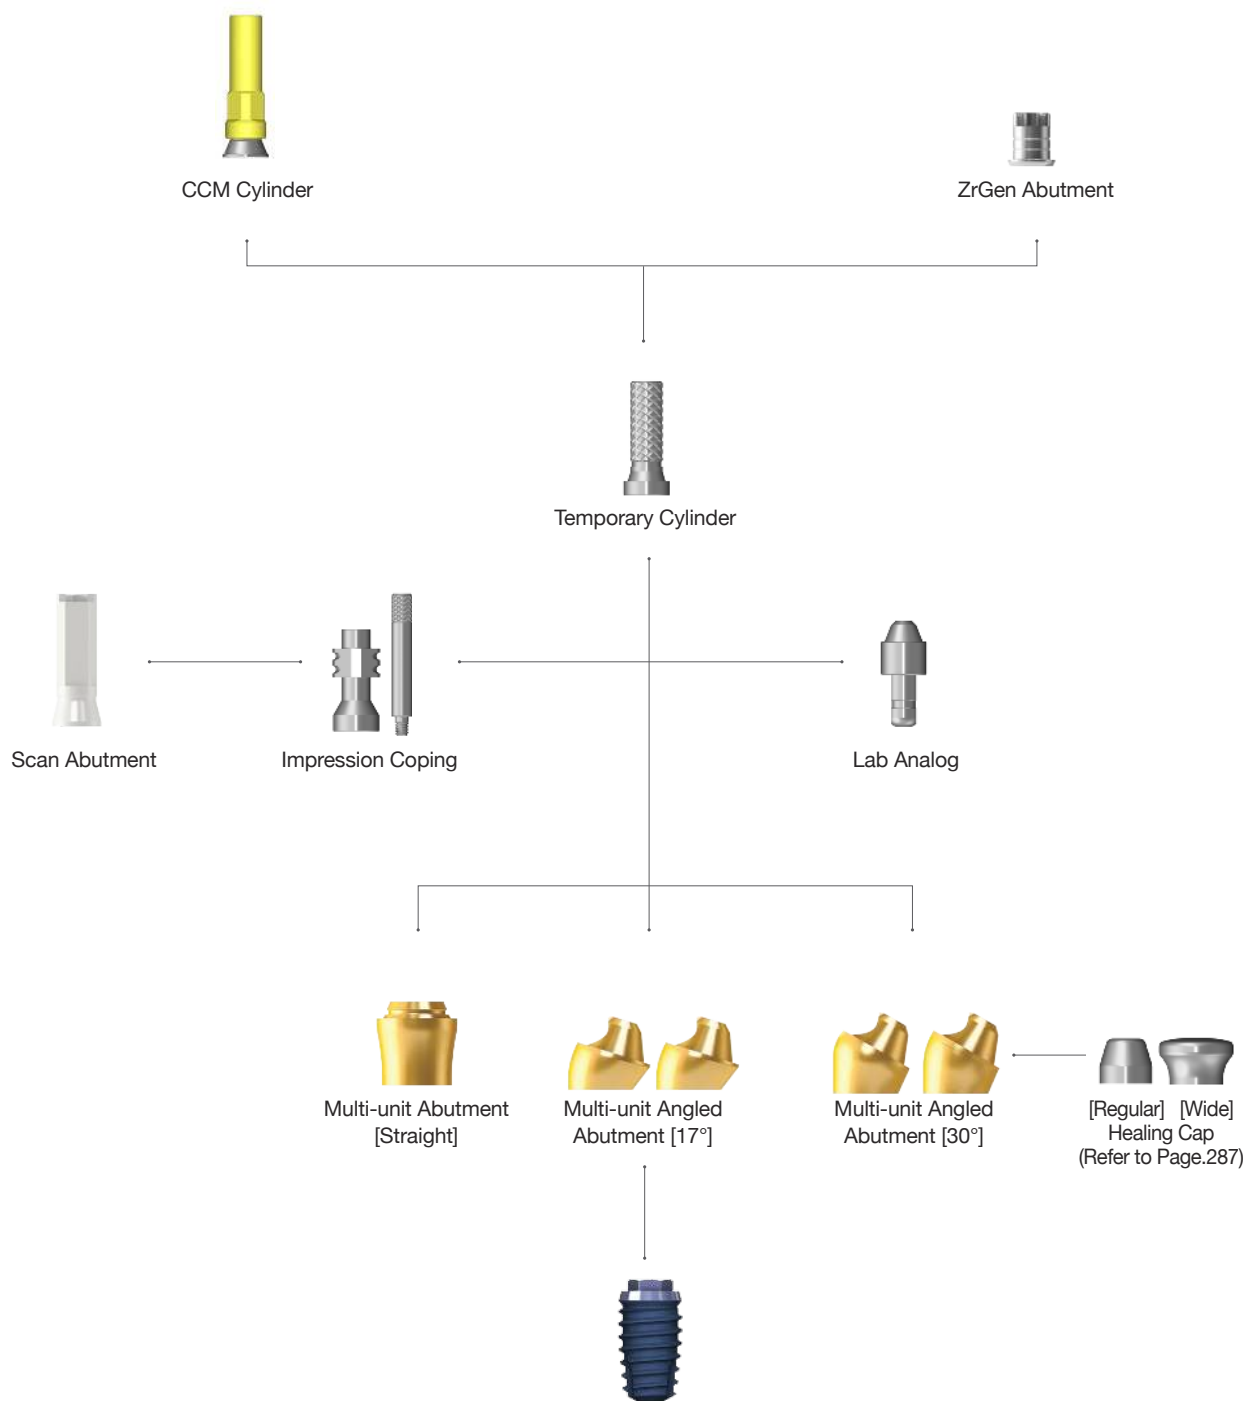 CCM Cylinder
ZrGen Abutment
Temporary Cylinder
Scan Abutment
Impression Coping
Lab Analog
Multi-unit Abutment
[Straight]
Multi-unit Angled
Abutment [17°]
Multi-unit Angled
Abutment [30°]
[Regular] [Wide]
Healing Cap
(Refer to Page.287)